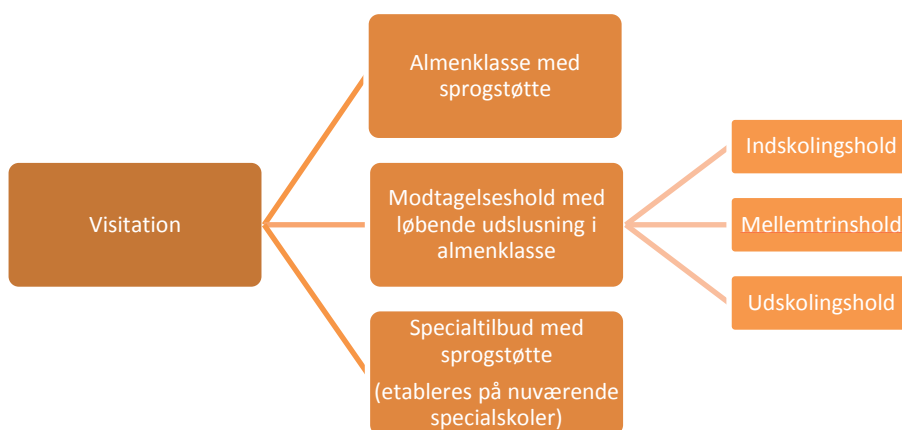 Visitation
Almenklasse med
sprogstøtte
Modtagelseshold med
løbende udslusning i
almenklasse
Specialtilbud med
sprogstøtte
(etableres på nuværende
specialskoler)
Indskolingshold
Mellemtrinshold
Udskolingshold